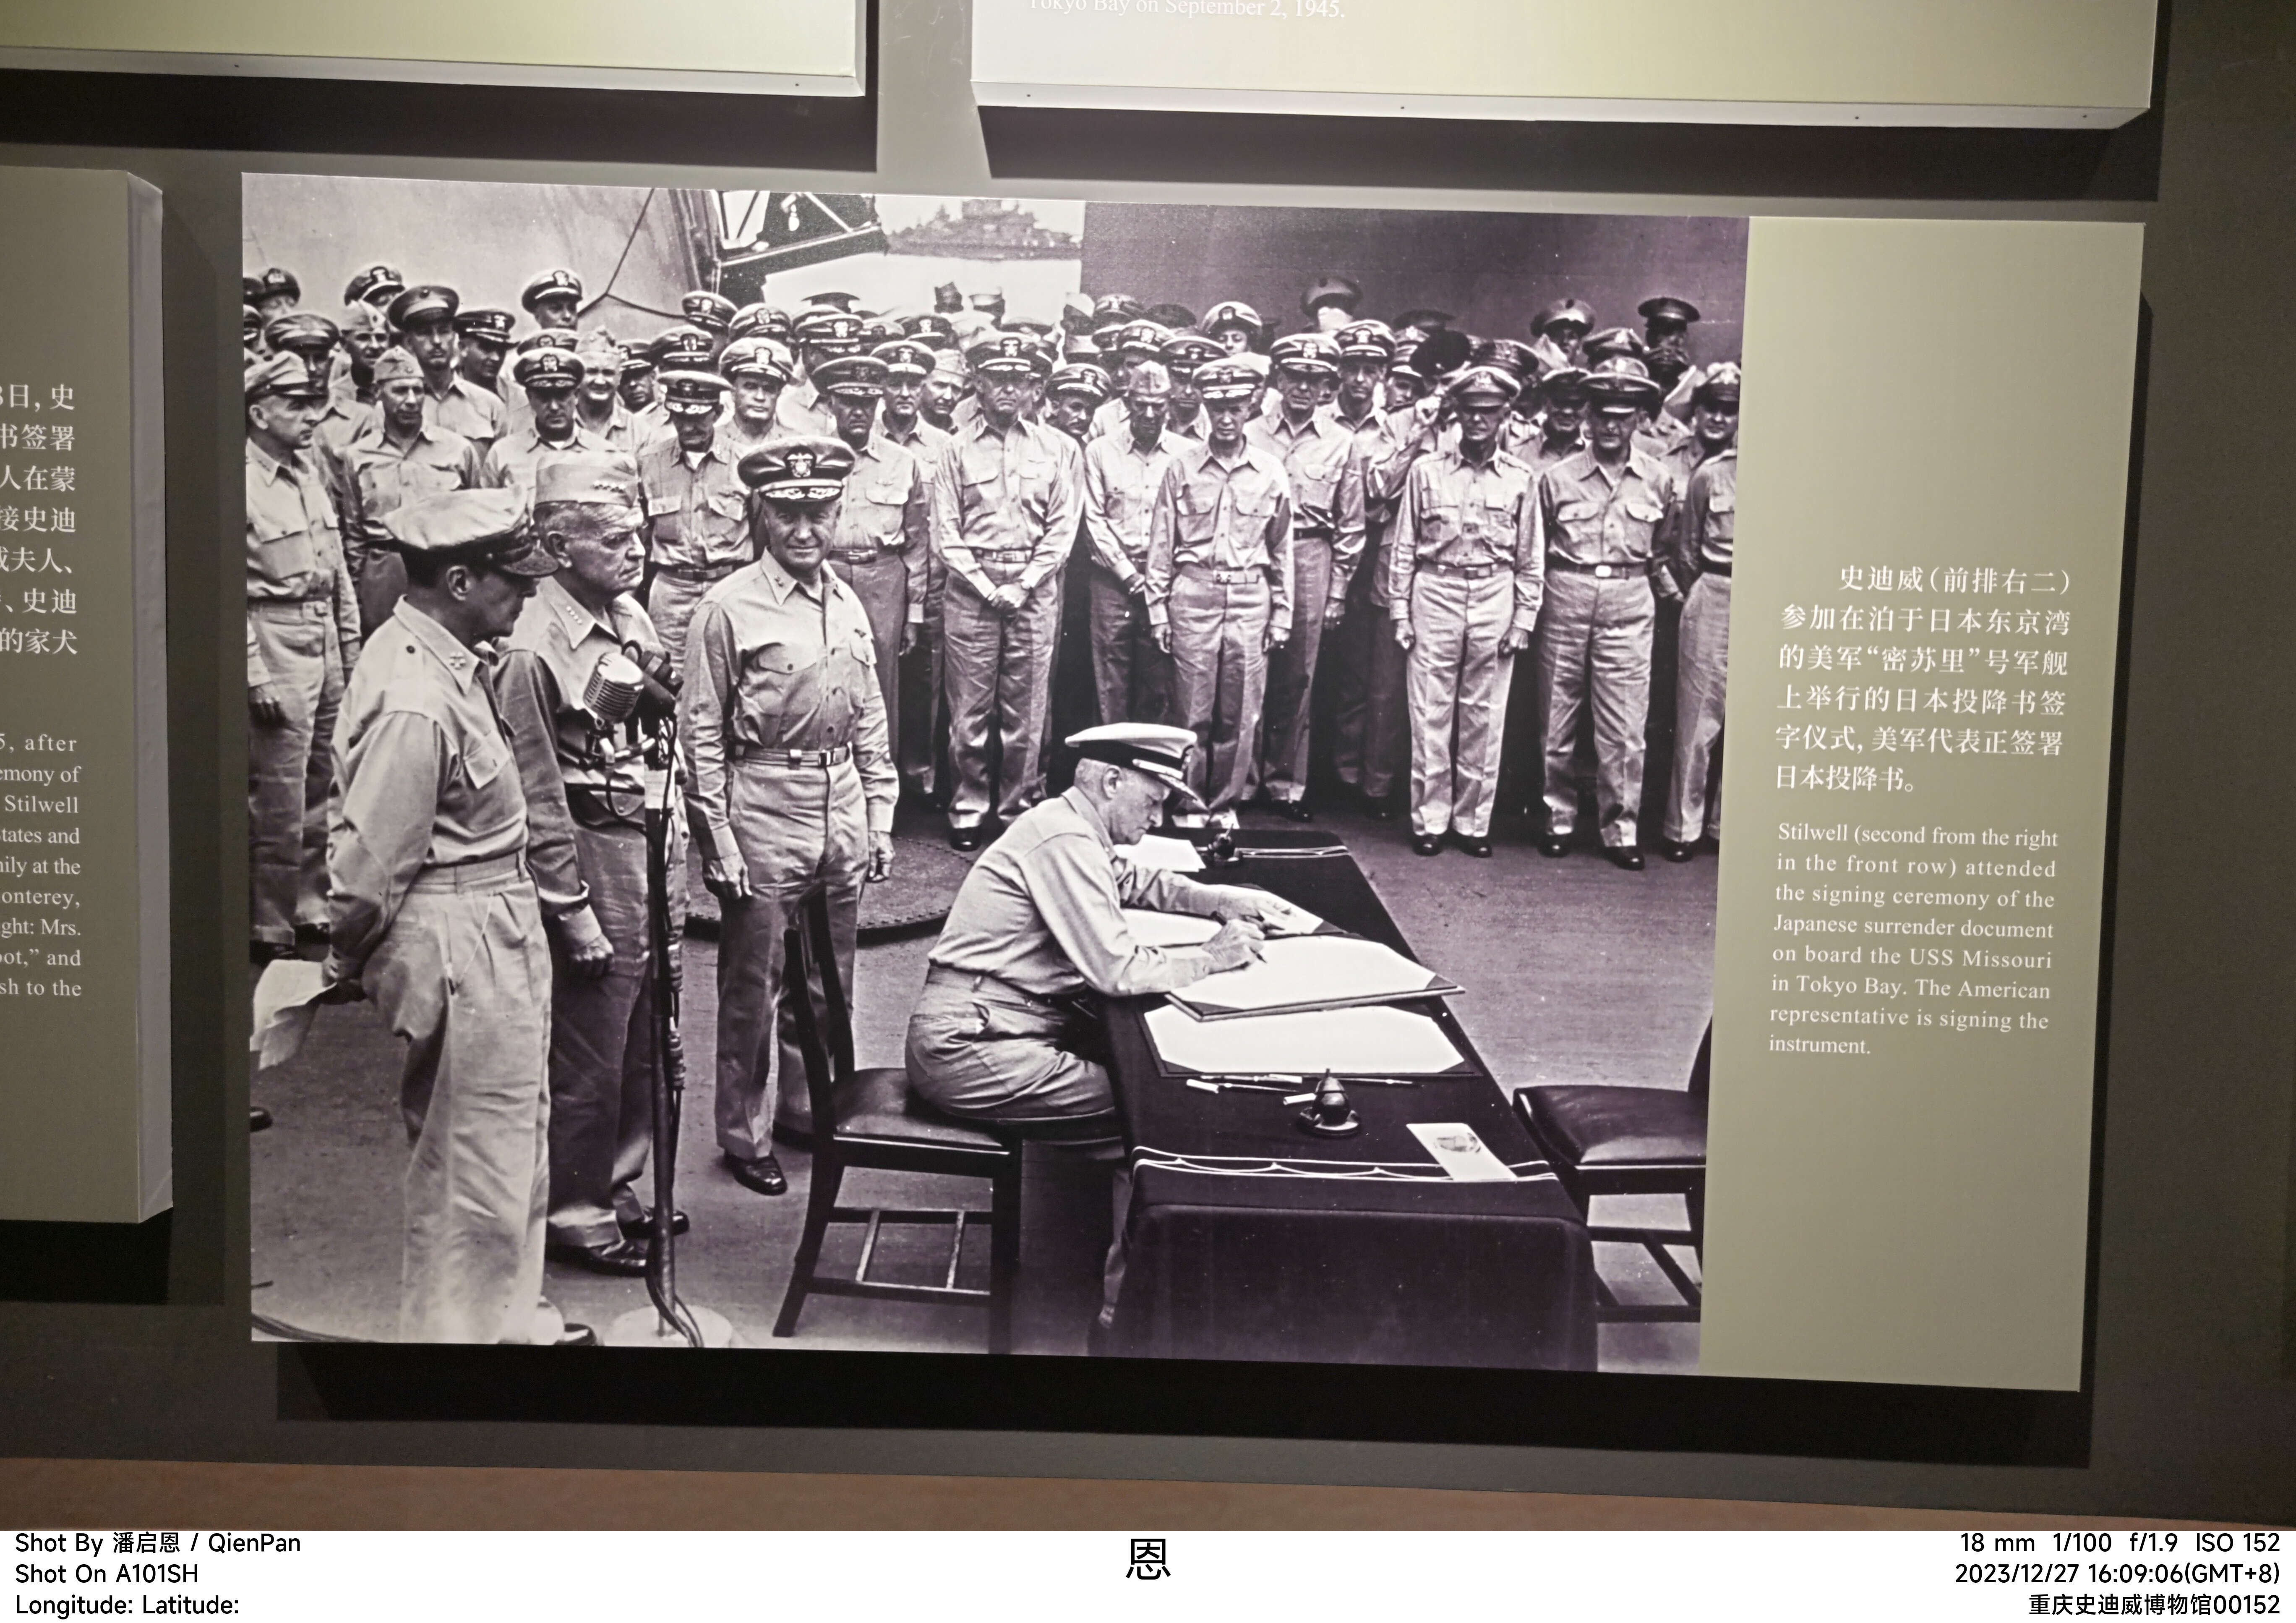 Tokyo Bay on September 2, 1945.
8日，史
书签署
人在蒙
接史迪
威夫人、
、史迪
的家犬
5, after
emony of
Stilwell
tates and
nily at the
onterey,
ght: Mrs.
oot,” and
sh to the
史迪威（前排右二）
参加在泊于日本东京湾
的美军“密苏里”号军舰
上举行的日本投降书签
字仪式，美军代表正签署
日本投降书。
Stilwell (second from the right
in the front row) attended
the signing ceremony of the
Japanese surrender document
on board the USS Missouri
in Tokyo Bay. The American
representative is signing the
instrument.
Shot By 潘启恩 / QienPan
Shot On A101SH
Longitude: Latitude:
恩
18 mm 1/100 f/1.9 ISO 152
2023/12/27 16:09:06(GMT+8)
重庆史迪威博物馆00152